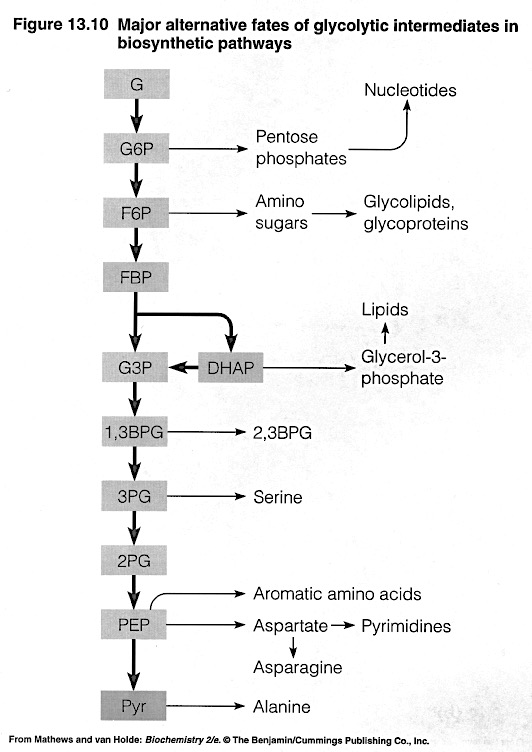 Figure 13.10 Major alternative fates of glycolytic intermediates in
biosynthetic pathways
G
Nucleotides
G6P
Pentose
phosphates
F6P
Amino
sugars
Glycolipids,
glycoproteins
FBP
Lipids
G3P
DHAP
Glycerol-3-
phosphate
1,3BPG
2,3BPG
3PG
Serine
2PG
Aromatic amino acids
PEP
Aspartate
Pyrimidines
Asparagine
Pyr
Alanine
From Mathews and van Holde: Biochemistry 2/e. © The Benjamin/Cummings Publishing Co., Inc.